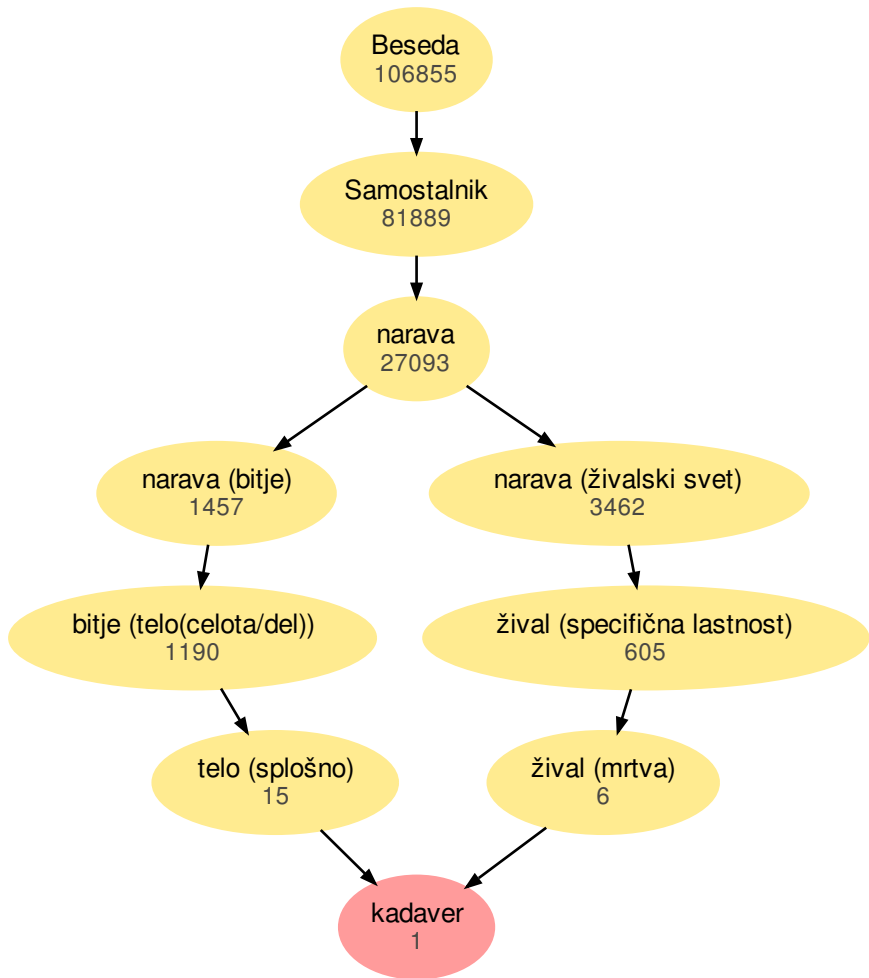 Beseda
106855
Samostalnik
81889
narava
27093
narava (bitje)
1457
narava (živalski svet)
3462
bitje (telo(celota/del))
1190
žival (specifična lastnost)
605
telo (splošno)
15
žival (mrtva)
6
kadaver
1